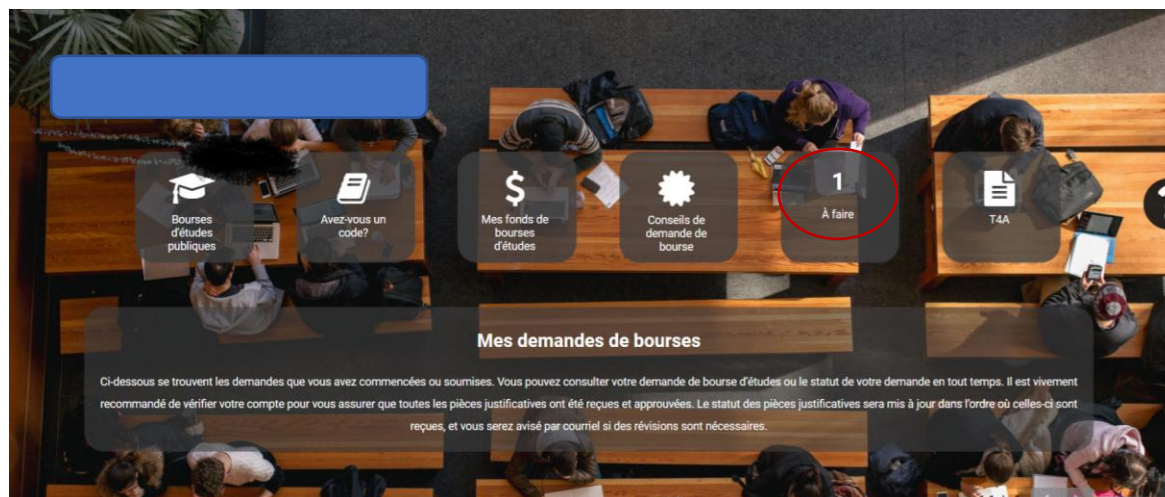 Bourses
d'études
publiques
Avez-vous un
code?
Mes fonds de
bourses
d'études
Conseils de
demande de
bourse
1
À faire
T4A
Mes demandes de bourses
Ci-dessous se trouvent les demandes que vous avez commencées ou soumises. Vous pouvez consulter votre demande de bourse d'études ou le statut de votre demande en tout temps. Il est vivement
recommandé de vérifier votre compte pour vous assurer que toutes les pièces justificatives ont été reçues et approuvées. Le statut des pièces justificatives sera mis à jour dans l'ordre où celles-ci sont
reçues, et vous serez avisé par courriel si des révisions sont nécessaires.